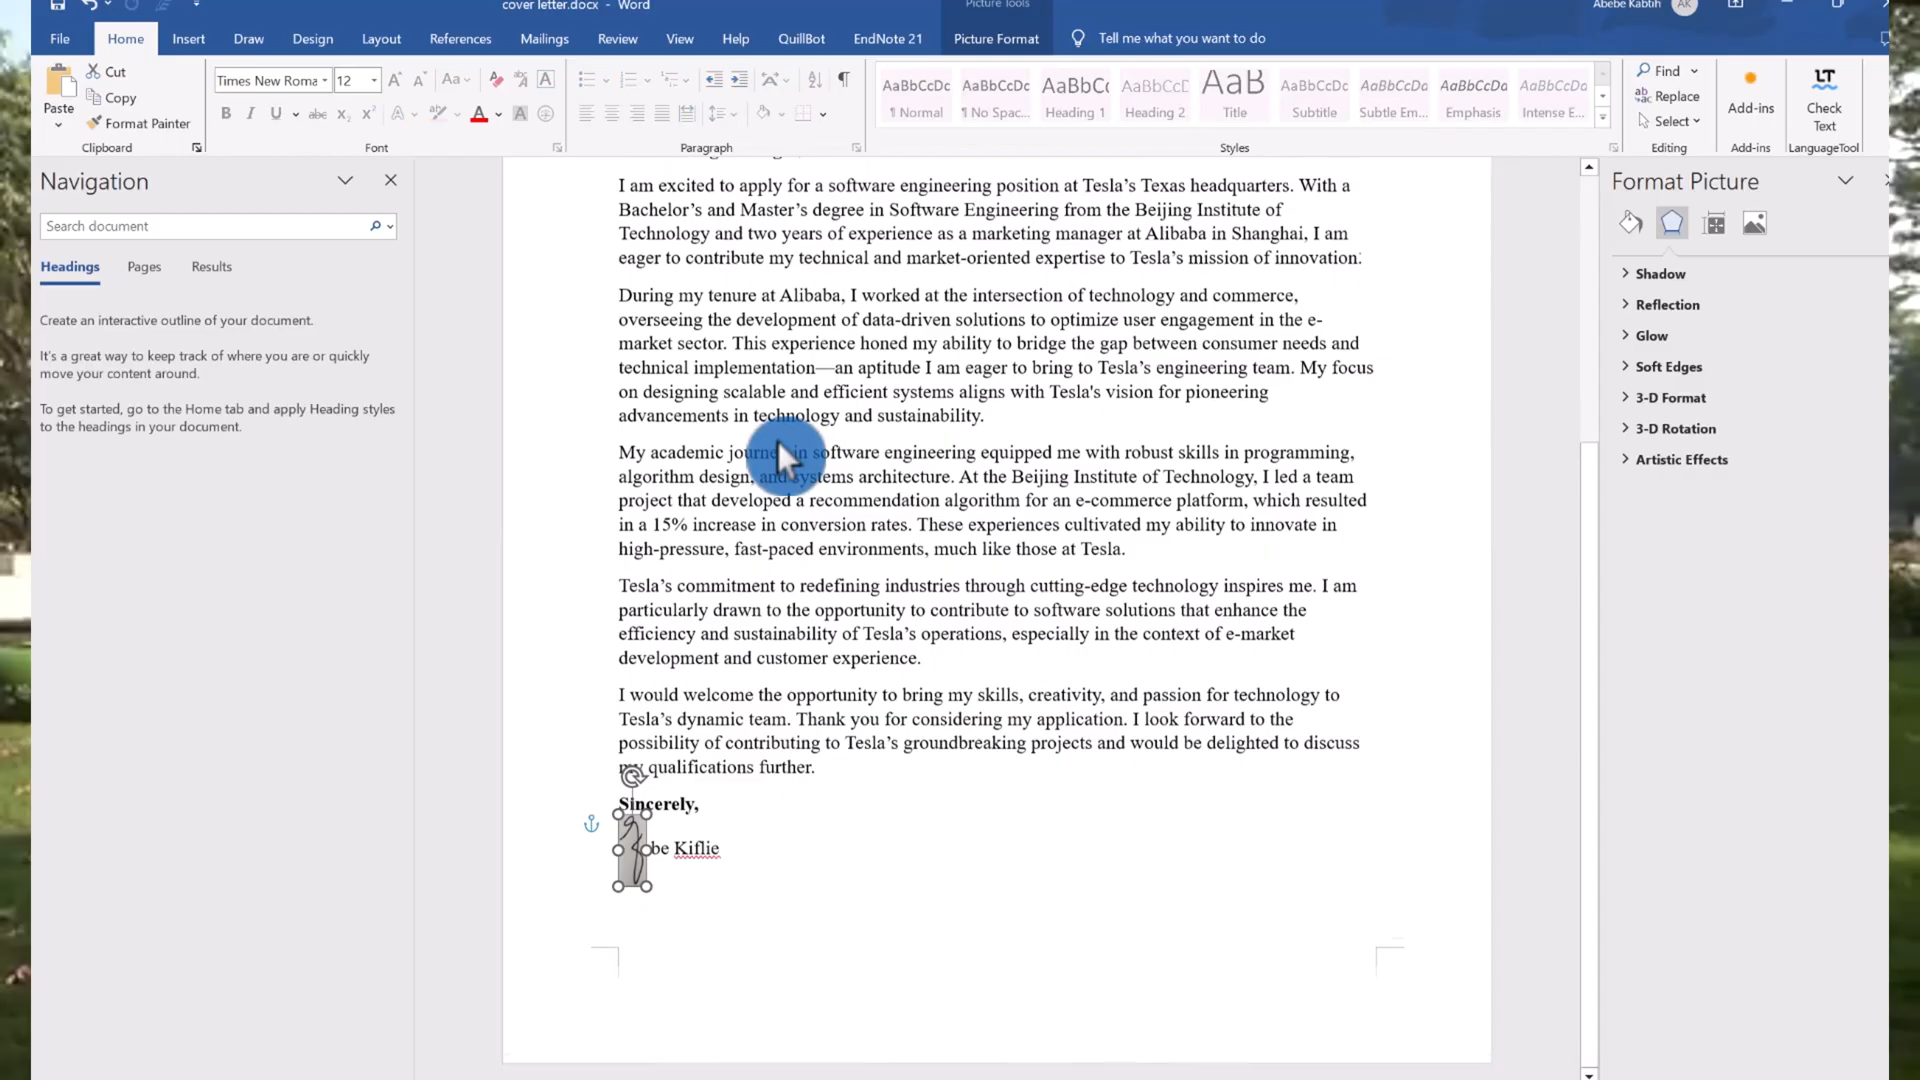 cover letter.docx - Word
Picture Tools
Abebe Kabtih
AK
File Home Insert Draw Design Layout References Mailings Review View Help QuillBot EndNote 21 Picture Format Tell me what you want to do
Paste
Cut
Copy
Format Painter
Clipboard
Times New Roma 12
Font
Paragraph
AaBbCcDc AaBbCcDc AaBbC AaBbCcD AaB AaBbCcDc AaBbCcDc AaBbCcDa AaBbCcDa
¶ Normal ¶ No Spac... Heading 1 Heading 2 Title Subtitle Subtle Em... Emphasis Intense E...
Styles
Find
Replace
Select
Editing
Add-ins
Add-ins
LT
Check
Text
LanguageTool
Navigation
Search document
Headings Pages Results
Create an interactive outline of your document.
It's a great way to keep track of where you are or quickly
move your content around.
To get started, go to the Home tab and apply Heading styles
to the headings in your document.
I am excited to apply for a software engineering position at Tesla’s Texas headquarters. With a
Bachelor’s and Master’s degree in Software Engineering from the Beijing Institute of
Technology and two years of experience as a marketing manager at Alibaba in Shanghai, I am
eager to contribute my technical and market-oriented expertise to Tesla’s mission of innovation.
During my tenure at Alibaba, I worked at the intersection of technology and commerce,
overseeing the development of data-driven solutions to optimize user engagement in the e-
market sector. This experience honed my ability to bridge the gap between consumer needs and
technical implementation—an aptitude I am eager to bring to Tesla’s engineering team. My focus
on designing scalable and efficient systems aligns with Tesla's vision for pioneering
advancements in technology and sustainability.
My academic journey in software engineering equipped me with robust skills in programming,
algorithm design, and systems architecture. At the Beijing Institute of Technology, I led a team
project that developed a recommendation algorithm for an e-commerce platform, which resulted
in a 15% increase in conversion rates. These experiences cultivated my ability to innovate in
high-pressure, fast-paced environments, much like those at Tesla.
Tesla’s commitment to redefining industries through cutting-edge technology inspires me. I am
particularly drawn to the opportunity to contribute to software solutions that enhance the
efficiency and sustainability of Tesla’s operations, especially in the context of e-market
development and customer experience.
I would welcome the opportunity to bring my skills, creativity, and passion for technology to
Tesla’s dynamic team. Thank you for considering my application. I look forward to the
possibility of contributing to Tesla’s groundbreaking projects and would be delighted to discuss
my qualifications further.
Sincerely,
be Kiflie
Format Picture
Shadow
Reflection
Glow
Soft Edges
3-D Format
3-D Rotation
Artistic Effects